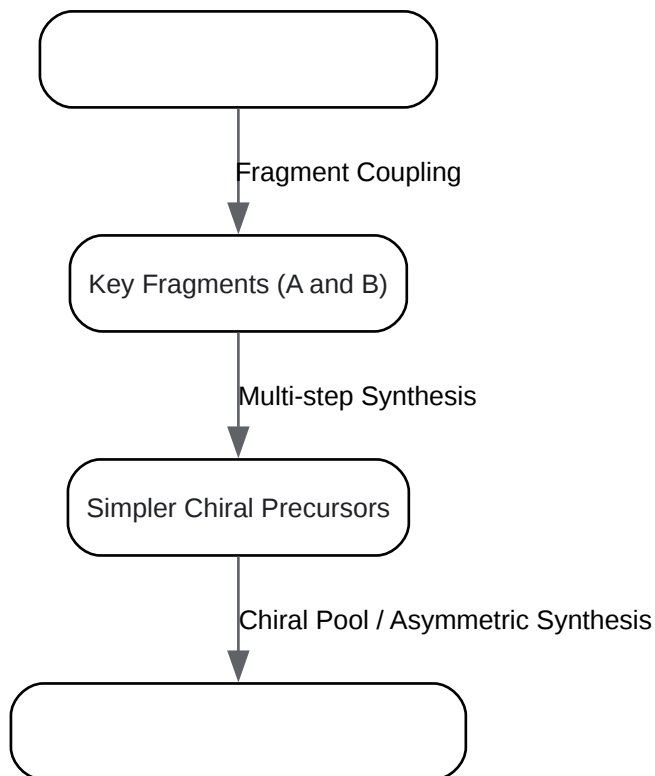 Fragment Coupling
Key Fragments (A and B)
Multi-step Synthesis
Simpler Chiral Precursors
Chiral Pool / Asymmetric Synthesis